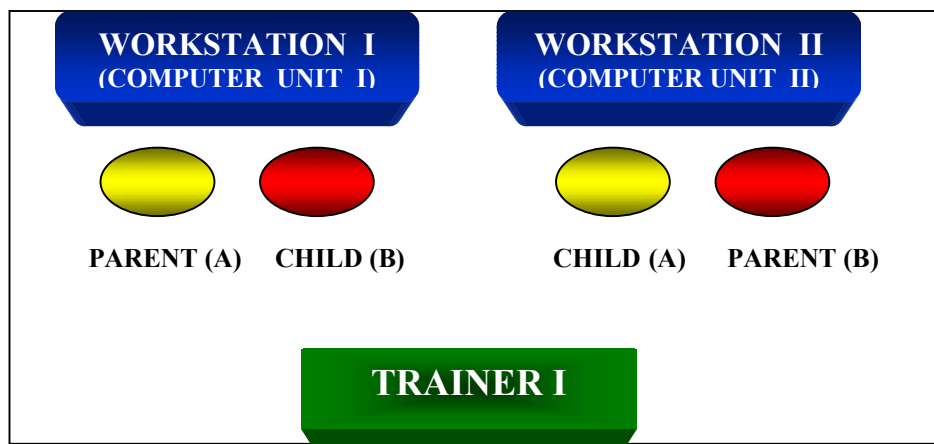 WORKSTATION I
(COMPUTER UNIT I)
WORKSTATION II
(COMPUTER UNIT II)
PARENT (A) CHILD (B)
CHILD (A) PARENT (B)
TRAINER I